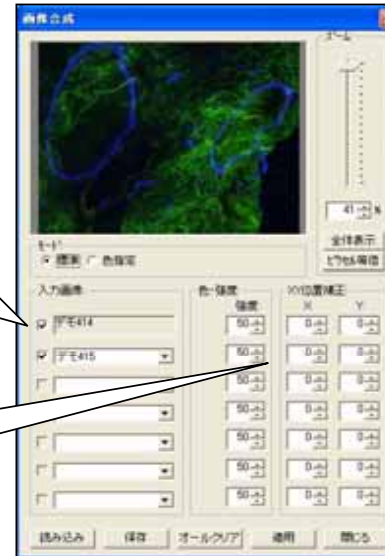 画像合成
ズーム
41 %
全体表示
ピクセル等倍
モード
標準 色指定
入力画像
色・強度
XY位置補正
強度 X Y
デモ414 50 0 0
デモ415 50 0 0
50 0 0
50 0 0
50 0 0
50 0 0
50 0 0
読み込み 保存 オールクリア 適用 閉じる